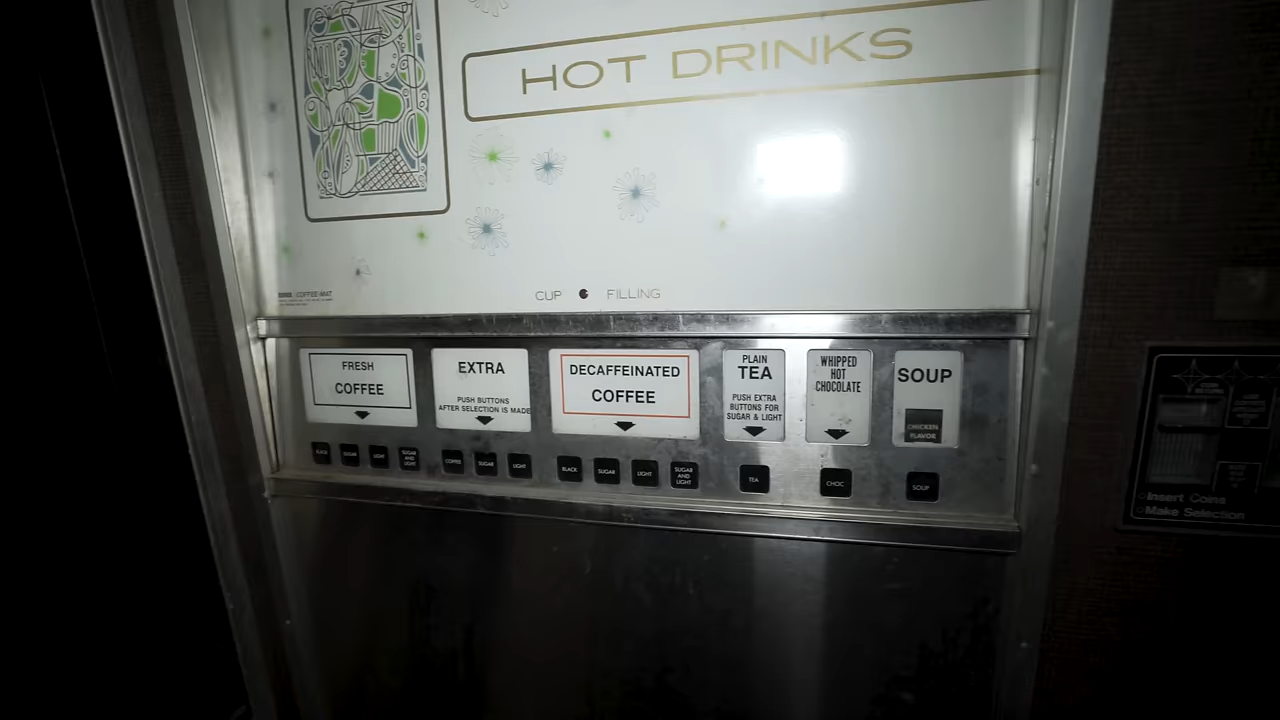 HOT DRINKS
COFFEE-MAT
CUP FILLING
FRESH
COFFEE
EXTRA
PUSH BUTTONS
AFTER SELECTION IS MADE
DECAFFEINATED
COFFEE
PLAIN
TEA
PUSH EXTRA
BUTTONS FOR
SUGAR & LIGHT
WHIPPED
HOT
CHOCOLATE
SOUP
CHICKEN
FLAVOR
BLACK
SUGAR
LIGHT
SUGAR
AND
LIGHT
COFFEE
SUGAR
LIGHT
BLACK
SUGAR
LIGHT
SUGAR
AND
LIGHT
TEA
CHOC
SOUP
Insert Coins
Make Selection